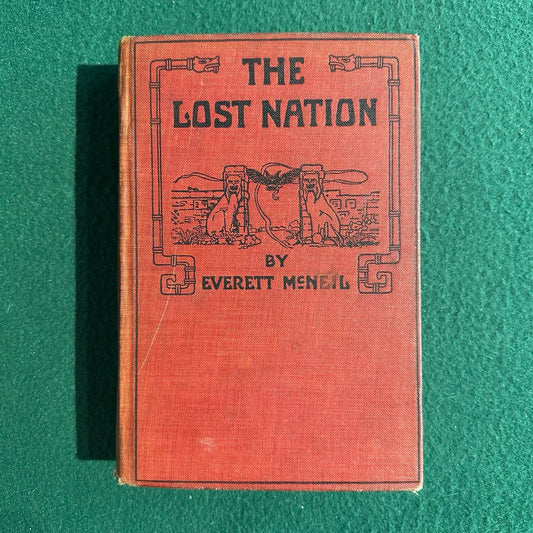 THE
LOST NATION
BY
EVERETT MCNEIL